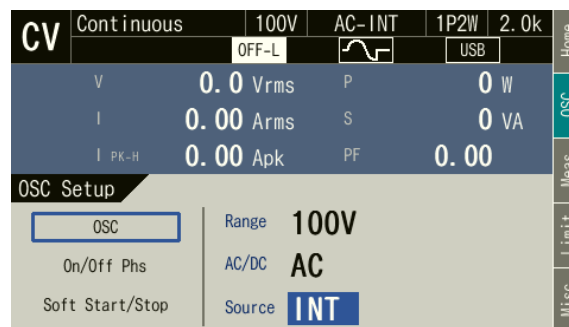 CV Continuous 100V AC-INT 1P2W 2.0k
OFF-L USB
V 0.0 Vrms P 0 W
I 0.00 Arms S 0 VA
I PK-H 0.00 Apk PF 0.00
OSC Setup
OSC Range 100V
On/Off Phs AC/DC AC
Soft Start/Stop Source INT
Home
OSC
Meas
Limit
Misc